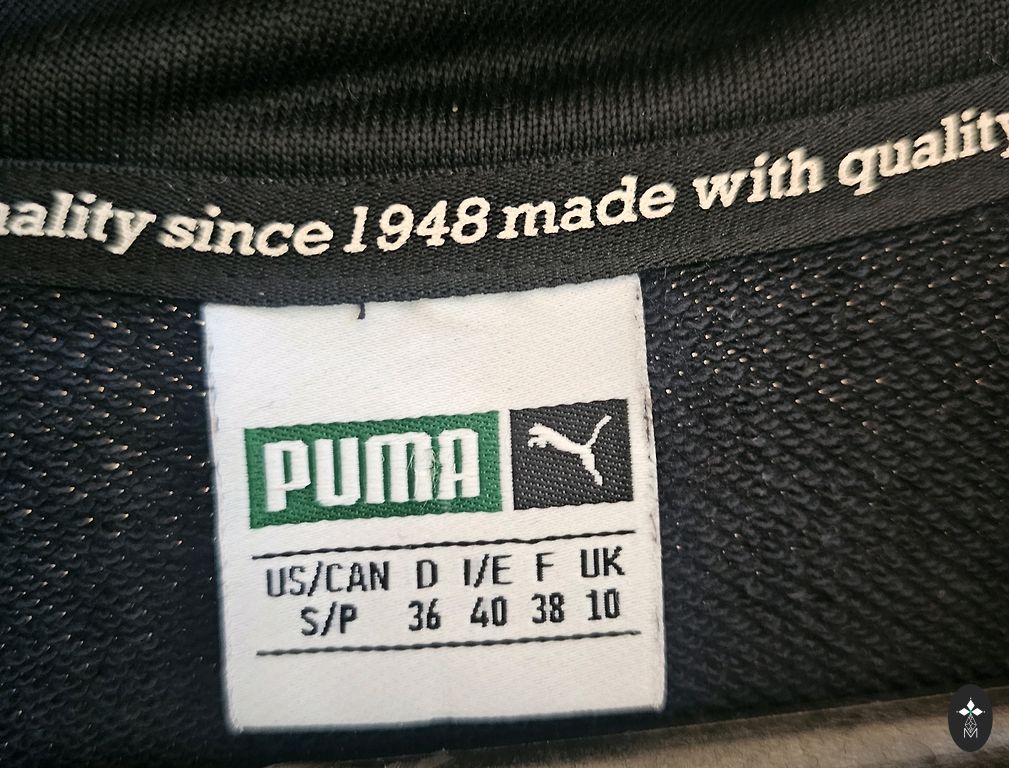 ality since 1948 made with quality
PUMA
US/CAN D I/E F UK
S/P 36 40 38 10
M